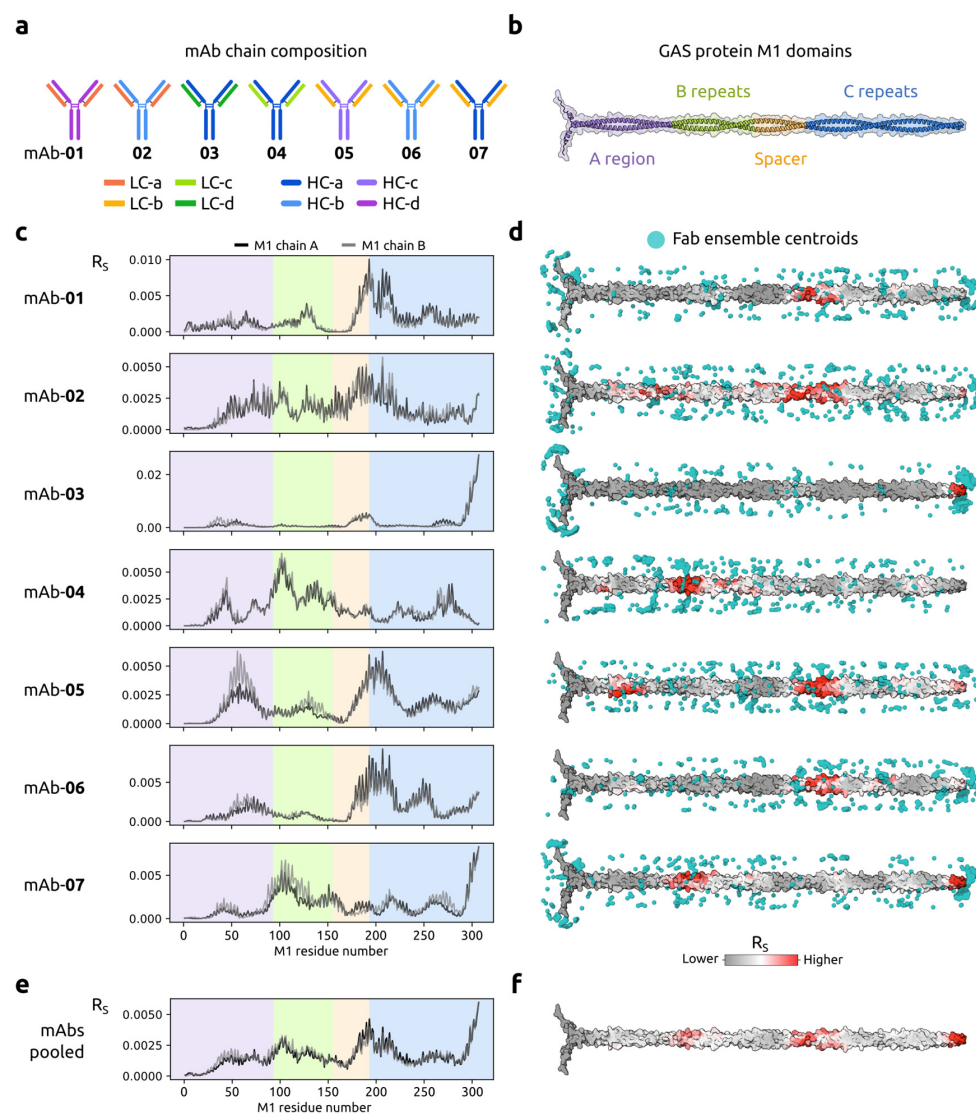 a
mAb chain composition
mAb-01 02 03 04 05 06 07
LC-a LC-c HC-a HC-c
LC-b LC-d HC-b HC-d
b
GAS protein M1 domains
B repeats C repeats
A region Spacer
c
M1 chain A M1 chain B
RS
mAb-01
0.010
0.005
0.000
mAb-02
0.0050
0.0025
0.0000
mAb-03
0.02
0.00
mAb-04
0.0050
0.0025
0.0000
mAb-05
0.0050
0.0025
0.0000
mAb-06
0.005
0.000
mAb-07
0.005
0.000
0 50 100 150 200 250 300
M1 residue number
d
Fab ensemble centroids
RS
Lower Higher
e
RS
mAbs
pooled
0.0050
0.0025
0.0000
0 50 100 150 200 250 300
M1 residue number
f